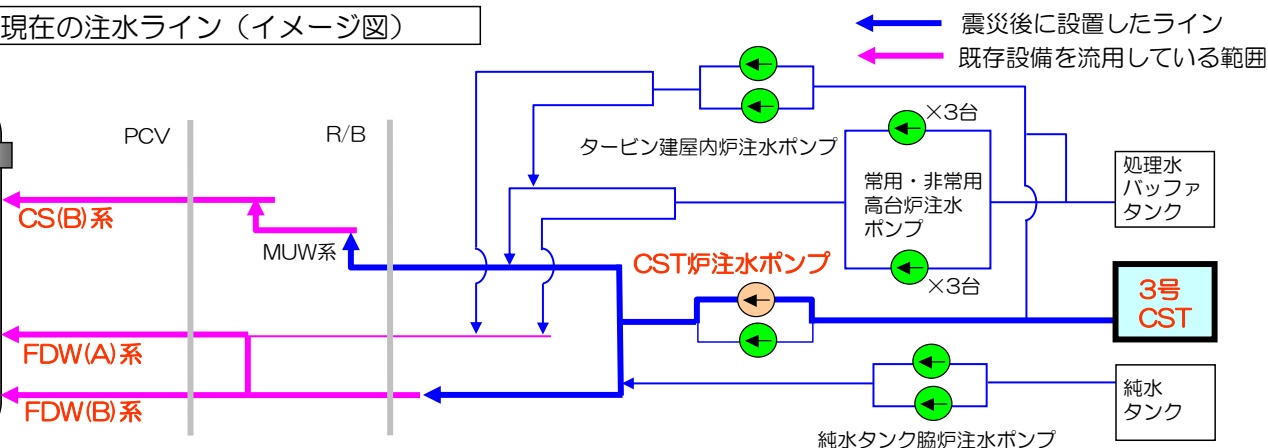 現在の注水ライン（イメージ図）
震災後に設置したライン
既存設備を流用している範囲
PCV
R/B
×3台
タービン建屋内炉注水ポンプ
処理水
バッファ
タンク
常用・非常用
高台炉注水
ポンプ
CS(B)系
MUW系
CST炉注水ポンプ
×3台
3号
CST
FDW(A)系
FDW(B)系
純水
タンク
純水タンク脇炉注水ポンプ